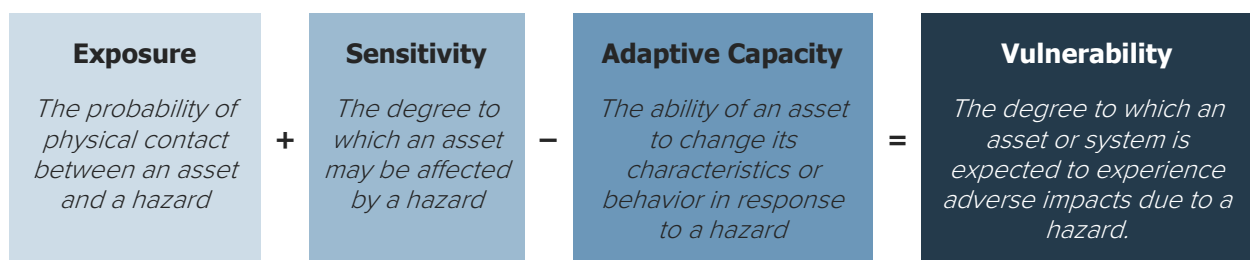 Exposure
The probability of
physical contact
between an asset
and a hazard
+
Sensitivity
The degree to
which an asset
may be affected
by a hazard
–
Adaptive Capacity
The ability of an asset
to change its
characteristics or
behavior in response
to a hazard
=
Vulnerability
The degree to which an
asset or system is
expected to experience
adverse impacts due to a
hazard.